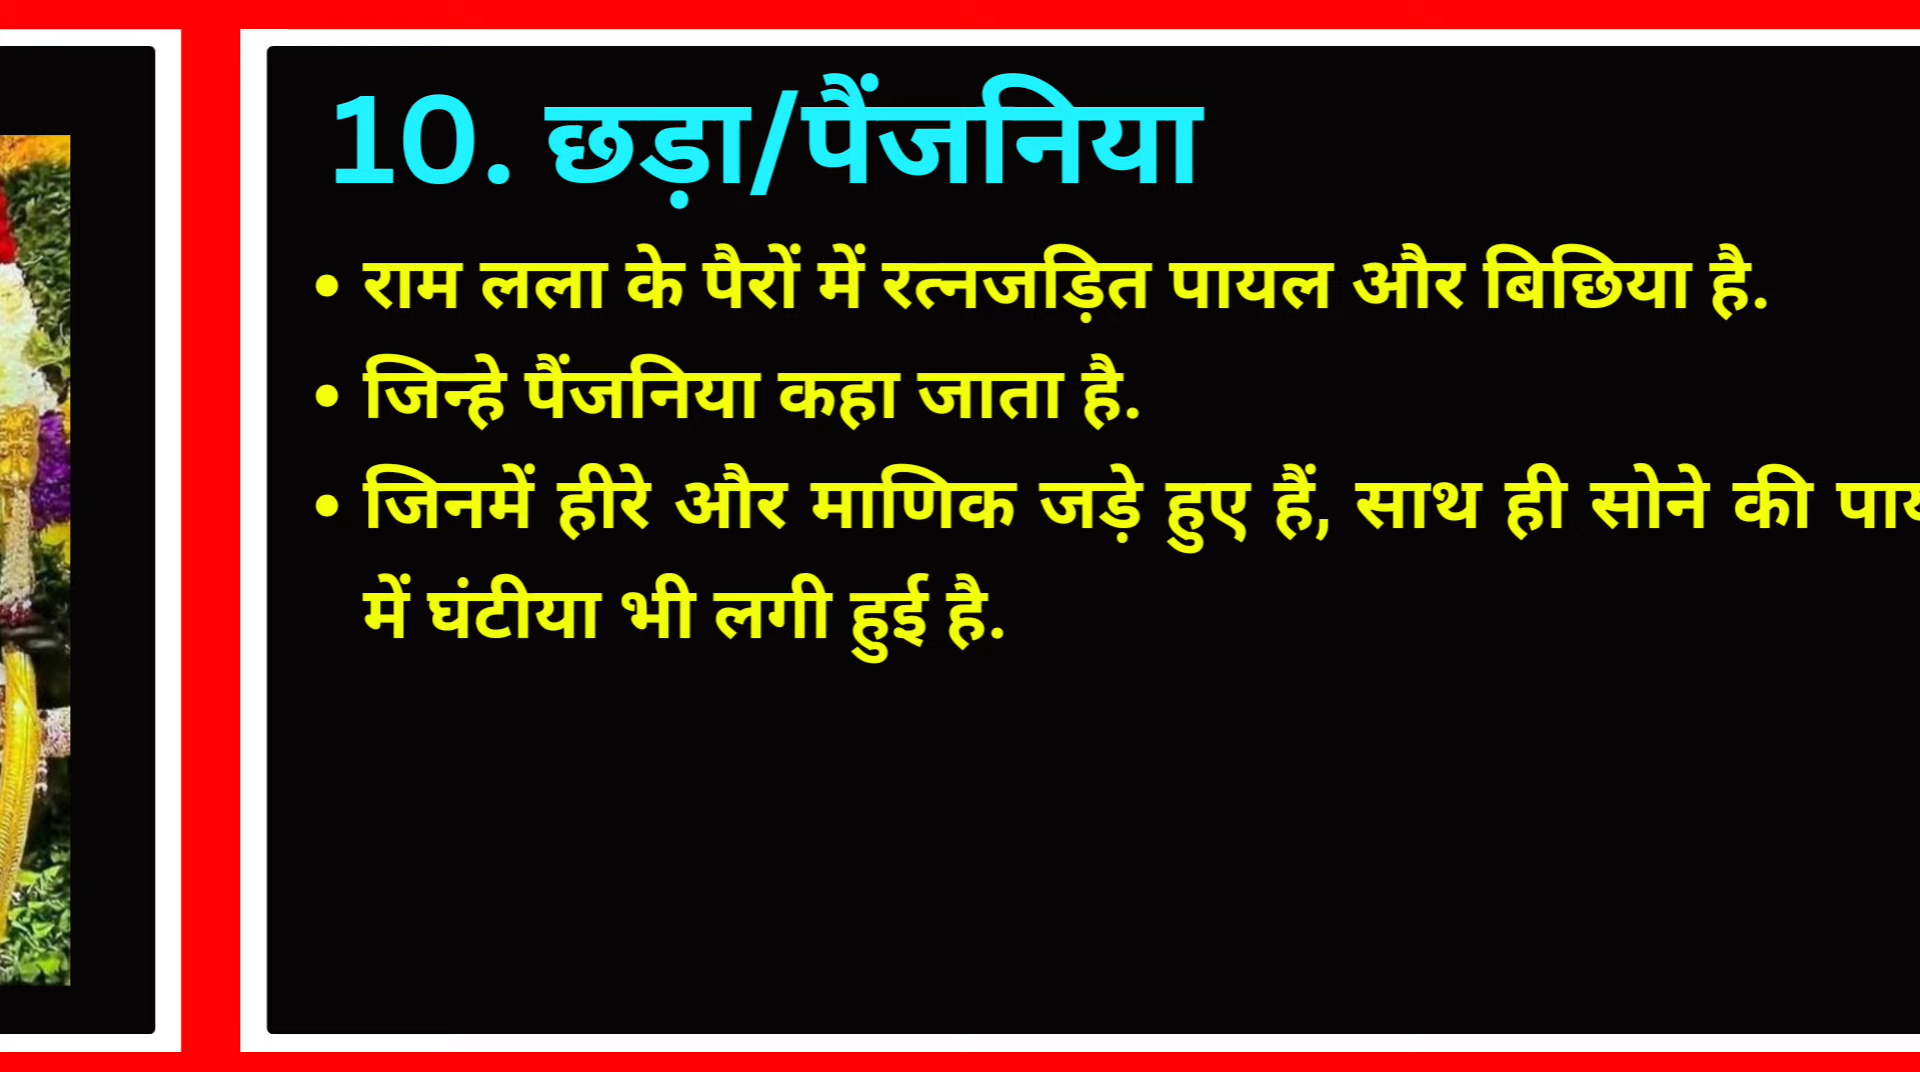 10. छड़ा/पैंजनिया
• राम लला के पैरों में रत्नजड़ित पायल और बिछिया है.
• जिन्हे पैंजनिया कहा जाता है.
• जिनमें हीरे और माणिक जड़े हुए हैं, साथ ही सोने की
में घंटीया भी लगी हुई है.